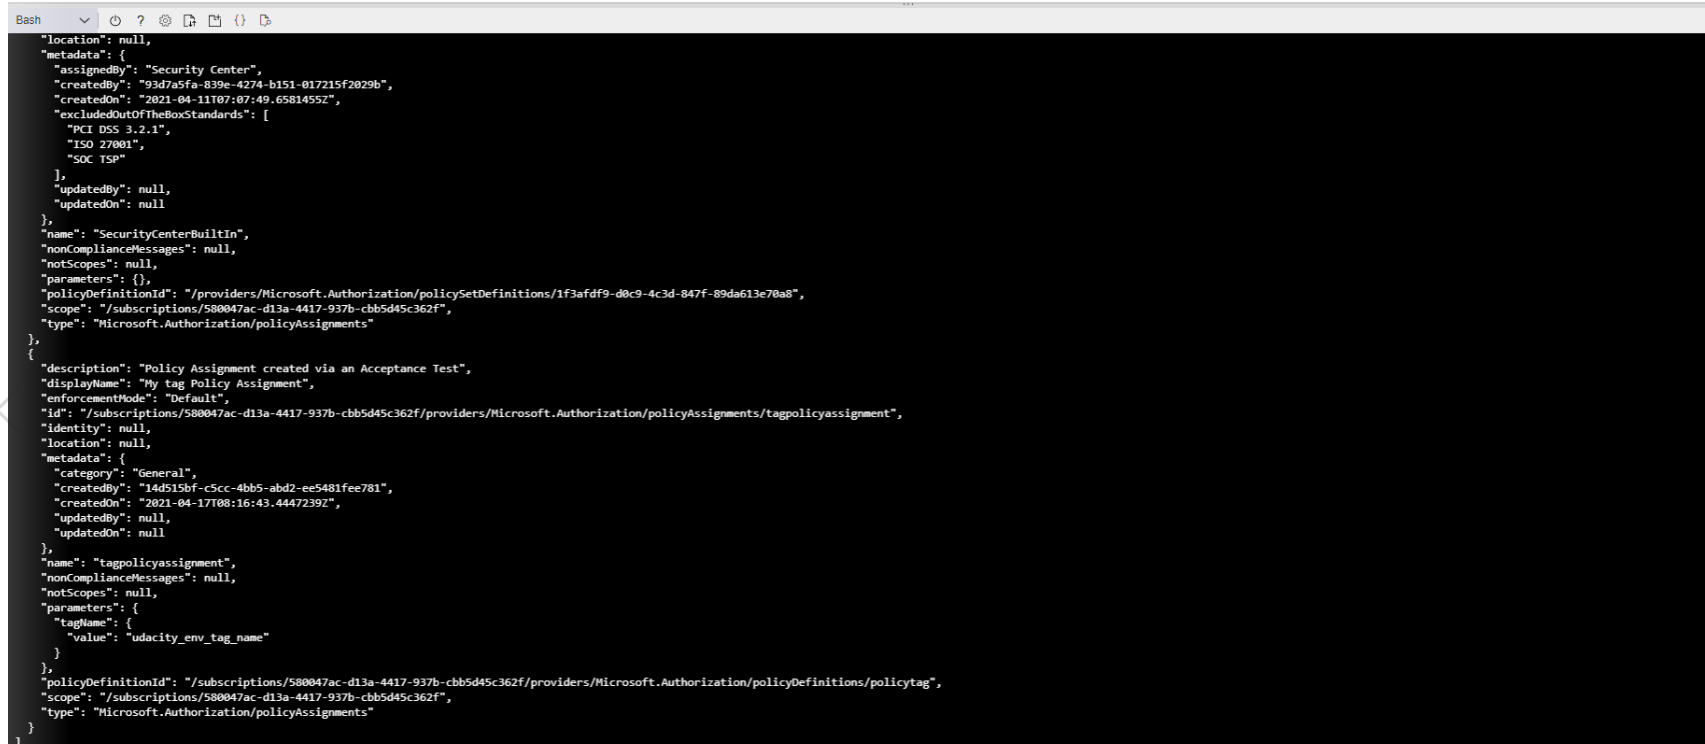 Bash
"location": null,
"metadata": {
"assignedBy": "Security Center",
"createdBy": "93d7a5fa-839e-4274-b151-017215f2029b",
"createdOn": "2021-04-11T07:07:49.6581455Z",
"excludedOutOfTheBoxStandards": [
"PCI DSS 3.2.1",
"ISO 27001",
"SOC TSP"
],
"updatedBy": null,
"updatedOn": null
},
"name": "SecurityCenterBuiltIn",
"nonComplianceMessages": null,
"notScopes": null,
"parameters": {},
"policyDefinitionId": "/providers/Microsoft.Authorization/policySetDefinitions/1f3afdf9-d0c9-4c3d-847f-89da613e70a8",
"scope": "/subscriptions/580047ac-d13a-4417-937b-cbb5d45c362f",
"type": "Microsoft.Authorization/policyAssignments"
},
{
"description": "Policy Assignment created via an Acceptance Test",
"displayName": "My tag Policy Assignment",
"enforcementMode": "Default",
"id": "/subscriptions/580047ac-d13a-4417-937b-cbb5d45c362f/providers/Microsoft.Authorization/policyAssignments/tagpolicyassignment",
"identity": null,
"location": null,
"metadata": {
"category": "General",
"createdBy": "14d515bf-c5cc-4bb5-abd2-ee5481fee781",
"createdOn": "2021-04-17T08:16:43.4447239Z",
"updatedBy": null,
"updatedOn": null
},
"name": "tagpolicyassignment",
"nonComplianceMessages": null,
"notScopes": null,
"parameters": {
"tagName": {
"value": "udacity_env_tag_name"
}
},
"policyDefinitionId": "/subscriptions/580047ac-d13a-4417-937b-cbb5d45c362f/providers/Microsoft.Authorization/policyDefinitions/policytag",
"scope": "/subscriptions/580047ac-d13a-4417-937b-cbb5d45c362f",
"type": "Microsoft.Authorization/policyAssignments"
}
]